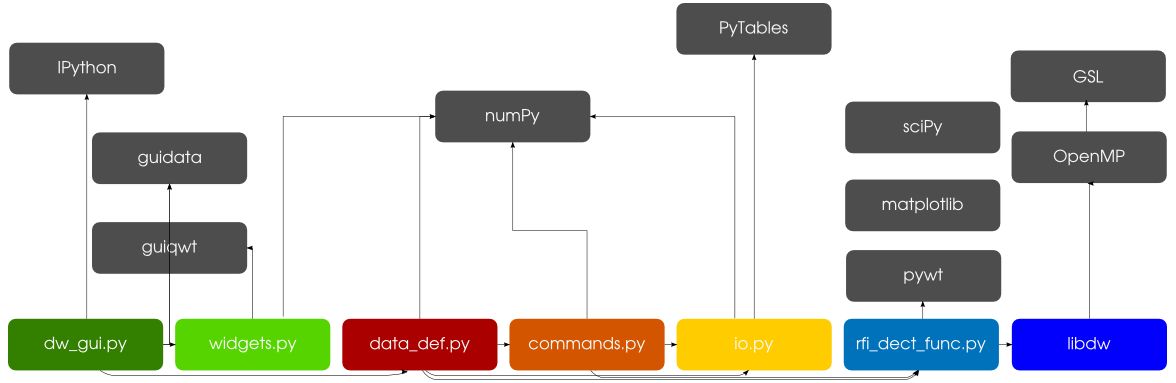 PyTables
IPython
GSL
numPy
sciPy
guidata
OpenMP
matplotlib
guiqwt
pywt
dw_gui.py
widgets.py
data_def.py
commands.py
io.py
rfi_dect_func.py
libdw